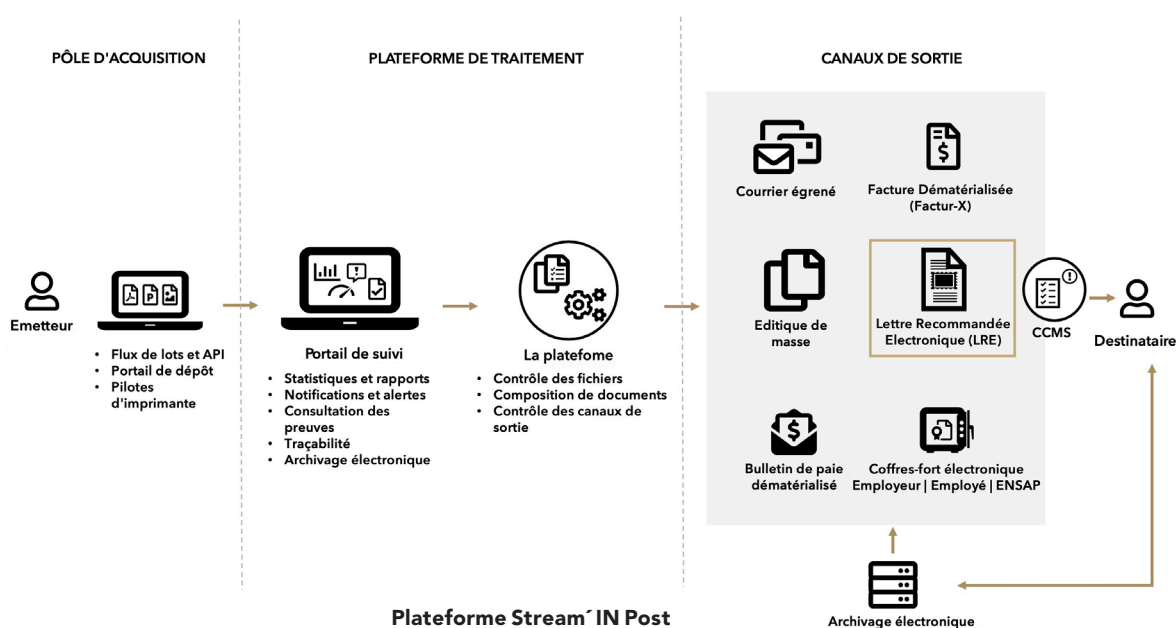 PÔLE D'ACQUISITION
PLATEFORME DE TRAITEMENT
CANAUX DE SORTIE
Emetteur
• Flux de lots et API
• Portail de dépôt
• Pilotes
d'imprimante
Portail de suivi
• Statistiques et rapports
• Notifications et alertes
• Consultation des
preuves
• Traçabilité
• Archivage électronique
La platefome
• Contrôle des fichiers
• Composition de documents
• Contrôle des canaux de
sortie
Courrier égrené
Facture Dématérialisée
(Factur-X)
Editique de
masse
Lettre Recommandée
Electronique (LRE)
CCMS
Destinataire
Bulletin de paie
dématérialisé
Coffres-fort électronique
Employeur | Employé | ENSAP
Archivage électronique
Plateforme Stream´ IN Post